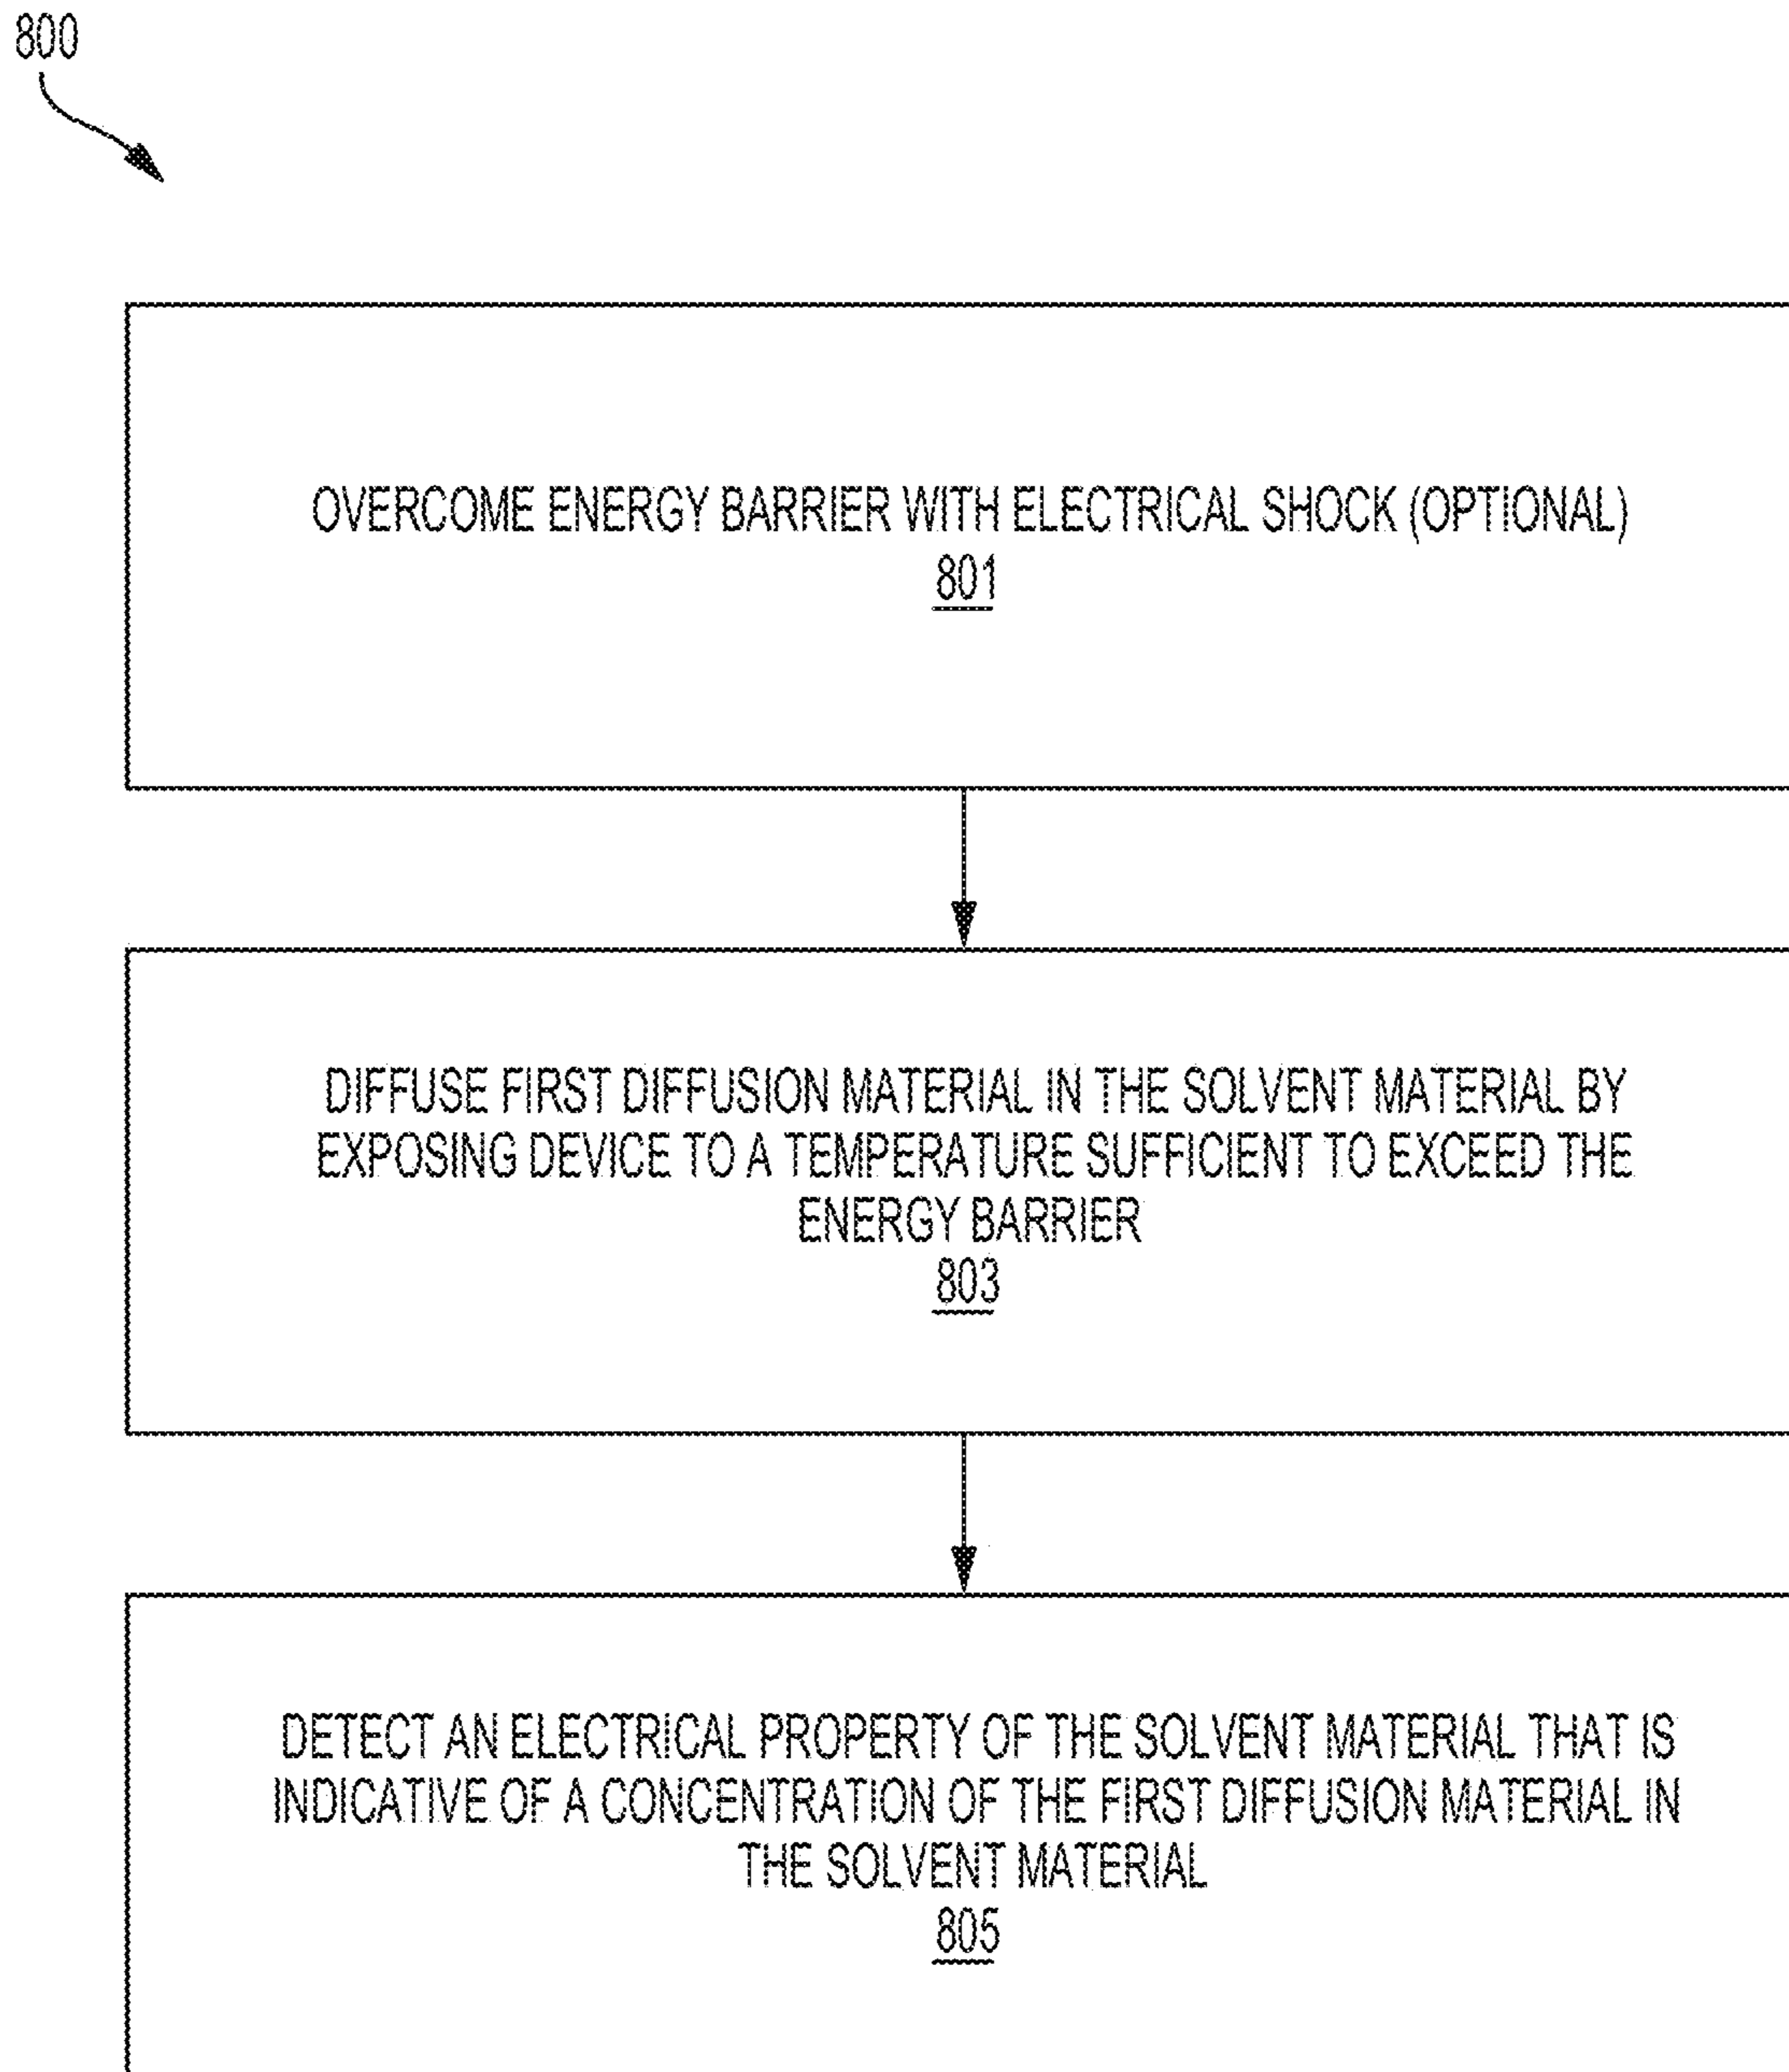 800
OVERCOME ENERGY BARRIER WITH ELECTRICAL SHOCK (OPTIONAL)
801
DIFFUSE FIRST DIFFUSION MATERIAL IN THE SOLVENT MATERIAL BY
EXPOSING DEVICE TO A TEMPERATURE SUFFICIENT TO EXCEED THE
ENERGY BARRIER
803
DETECT AN ELECTRICAL PROPERTY OF THE SOLVENT MATERIAL THAT IS
INDICATIVE OF A CONCENTRATION OF THE FIRST DIFFUSION MATERIAL IN
THE SOLVENT MATERIAL
805